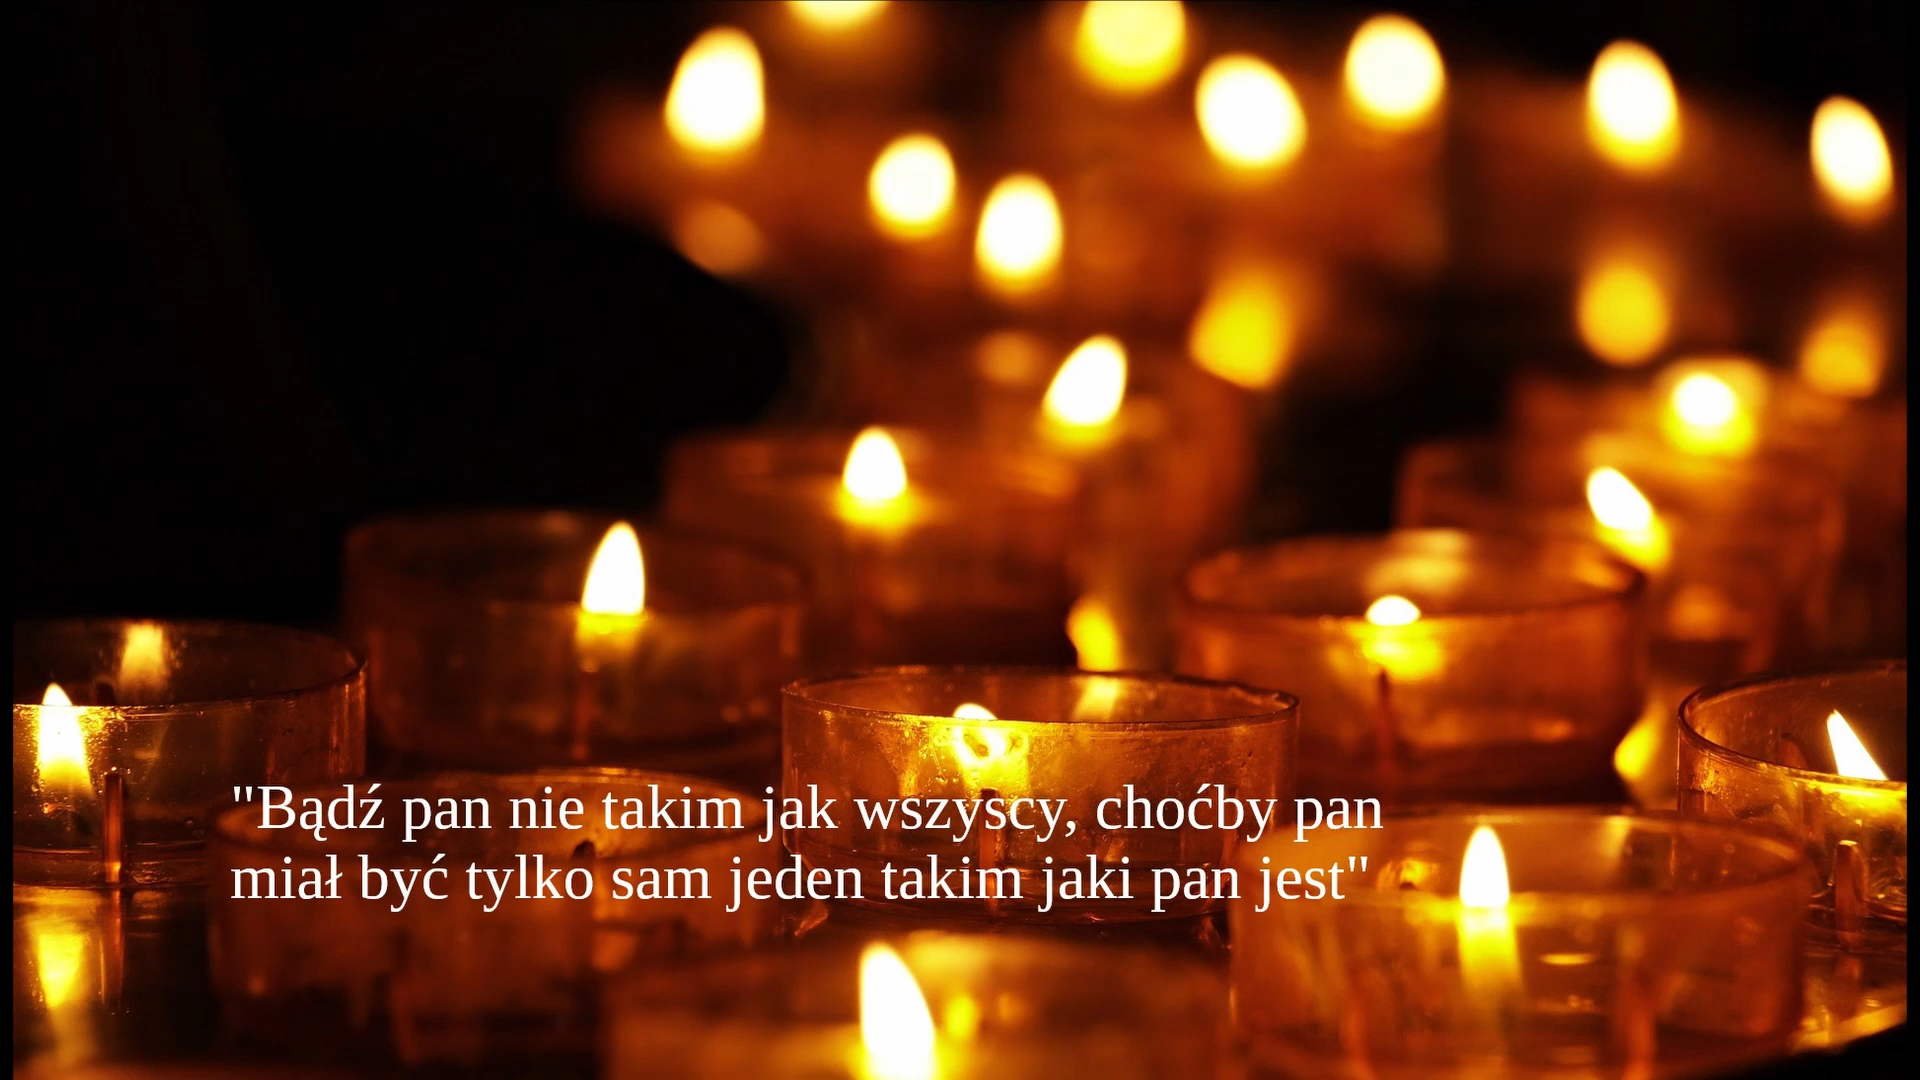 "Bądź pan nie takim jak wszyscy, choćby pan
miał być tylko sam jeden takim jaki pan jest"